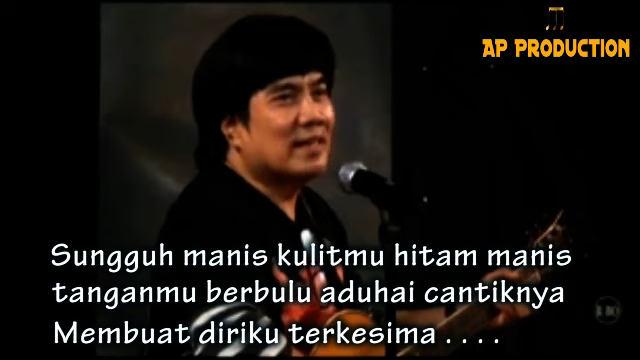 AP PRODUCTION
Sungguh manis kulitmu hitam manis
tanganmu berbulu aduhai cantiknya
Membuat diriku terkesima . . . .